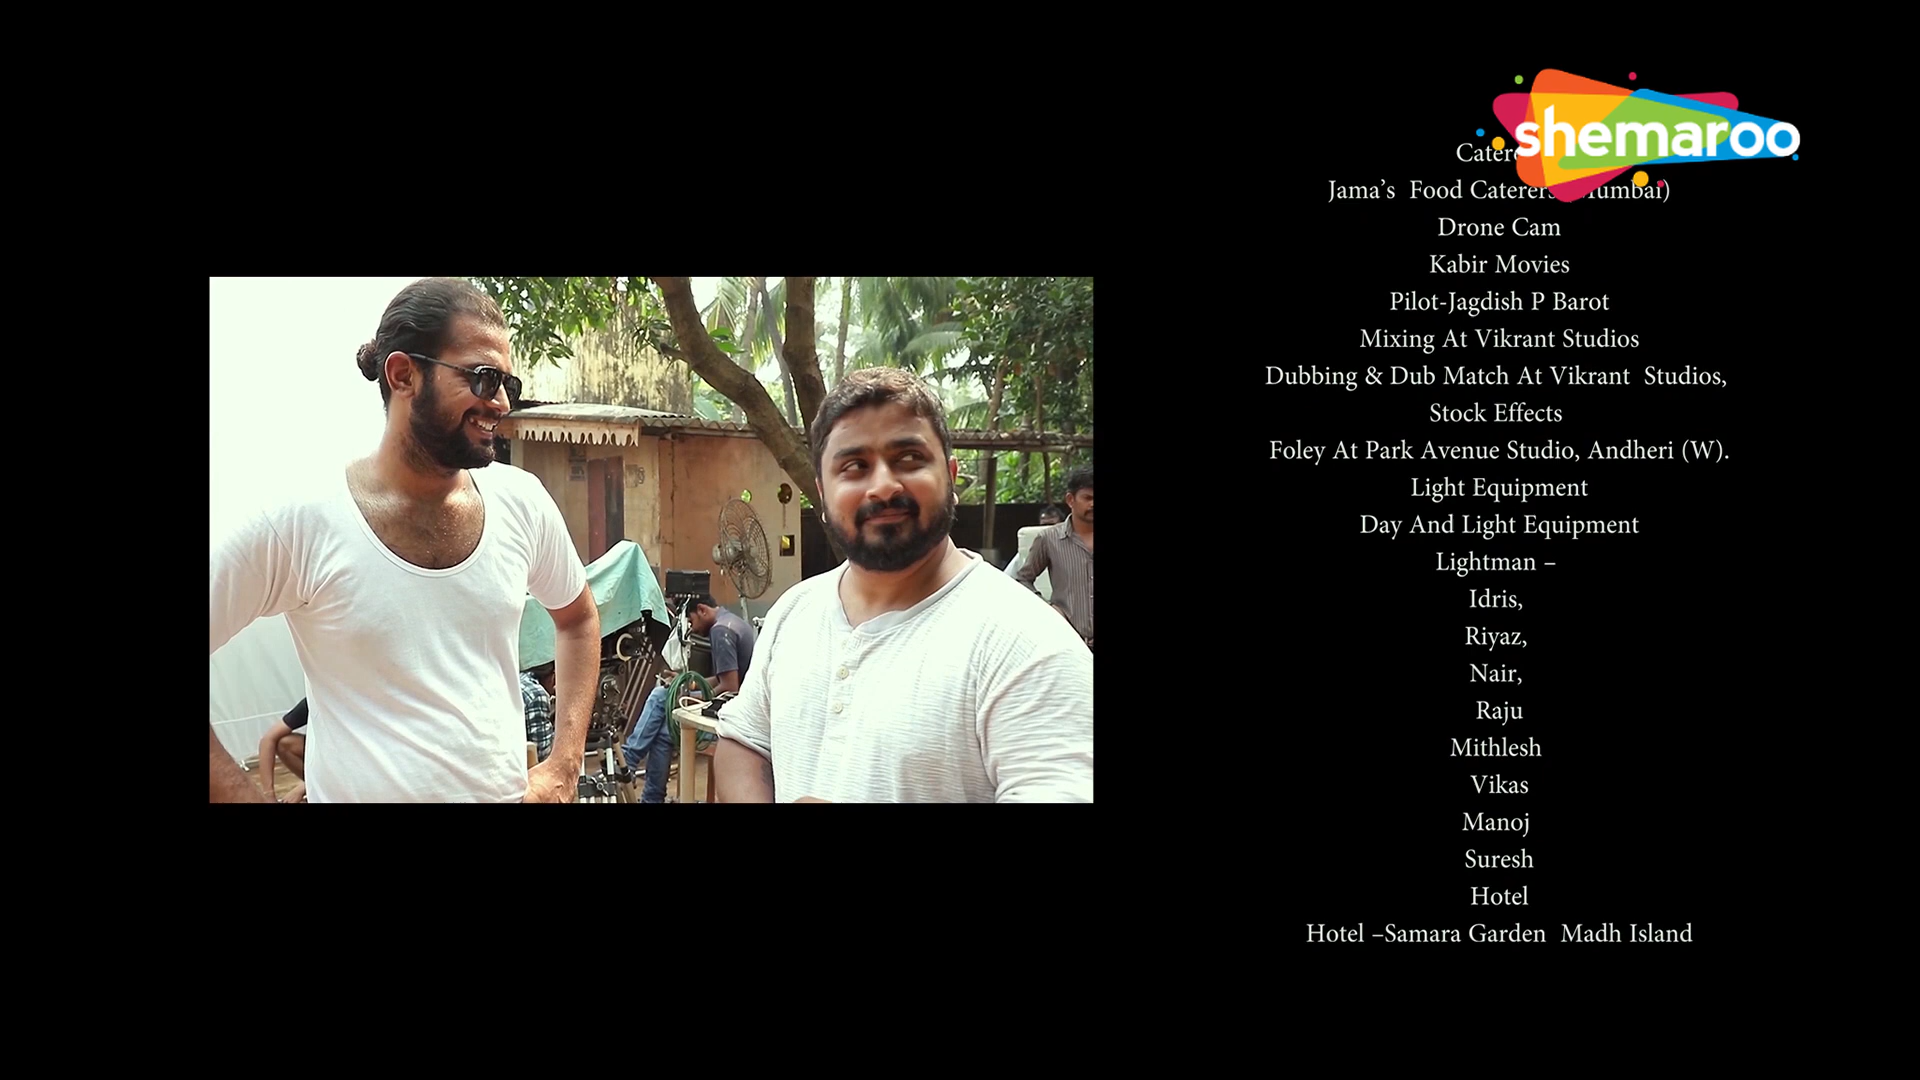 shemaroo
Jama’s Food Caterers
Drone Cam
Kabir Movies
Pilot-Jagdish P Barot
Mixing At Vikrant Studios
Dubbing & Dub Match At Vikrant Studios,
Stock Effects
Foley At Park Avenue Studio, Andheri (W).
Light Equipment
Day And Light Equipment
Lightman –
Idris,
Riyaz,
Nair,
Raju
Mithlesh
Vikas
Manoj
Suresh
Hotel
Hotel –Samara Garden Madh Island